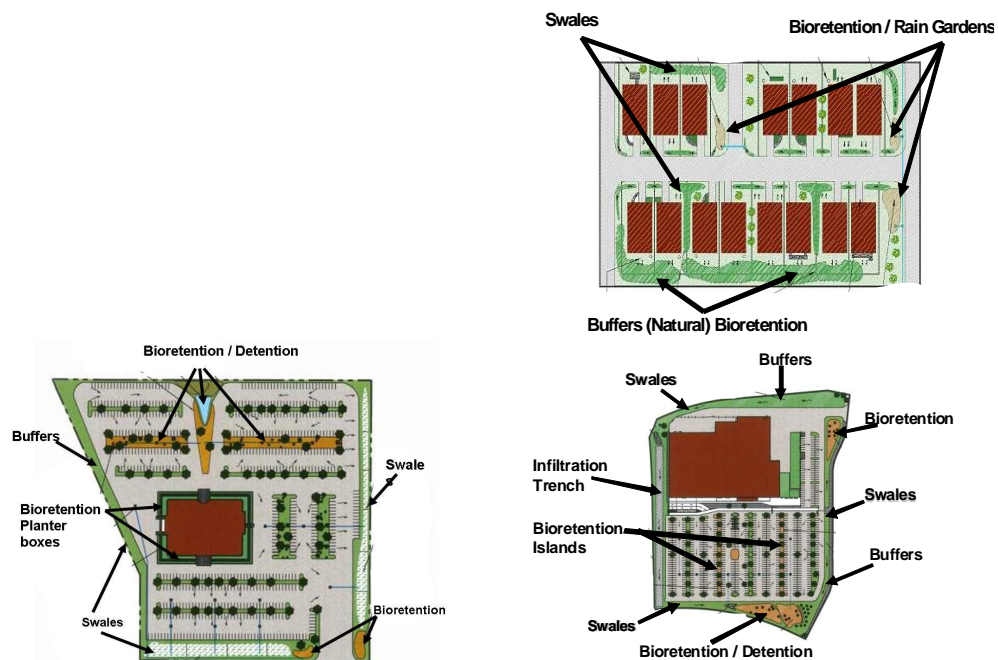 Swales
Bioretention / Rain Gardens
Buffers (Natural) Bioretention
Bioretention / Detention
Buffers
Swale
Bioretention
Planter
boxes
Swales
Bioretention
Buffers
Swales
Bioretention
Infiltration
Trench
Swales
Bioretention
Islands
Buffers
Swales
Bioretention / Detention